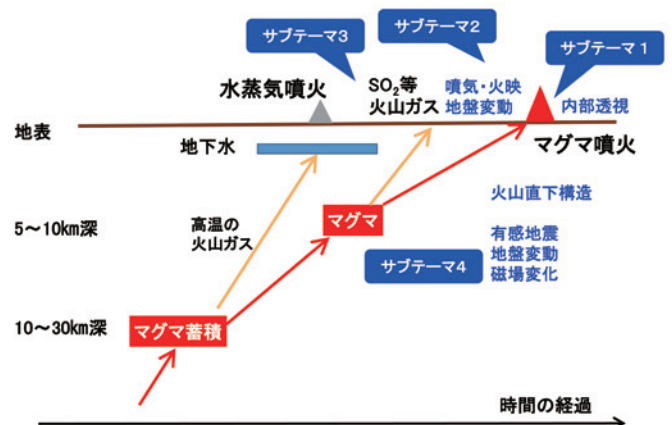 サブテーマ3
サブテーマ2
サブテーマ1
水蒸気噴火
SO₂等
火山ガス
噴気・火映
地盤変動
内部透視
地表
地下水
マグマ噴火
火山直下構造
5～10km深
高温の
火山ガス
マグマ
有感地震
地盤変動
磁場変化
サブテーマ4
10～30km深
マグマ蓄積
時間の経過